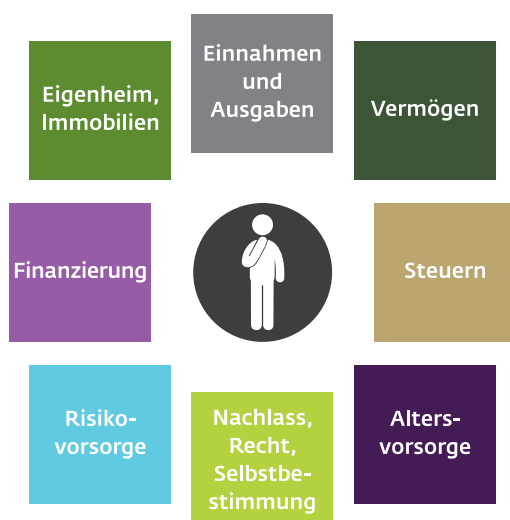 Einnahmen
und
Ausgaben
Eigenheim,
Immobilien
Vermögen
Finanzierung
Steuern
Risiko-
vorsorge
Nachlass,
Recht,
Selbstbe-
stimmung
Alters-
vorsorge